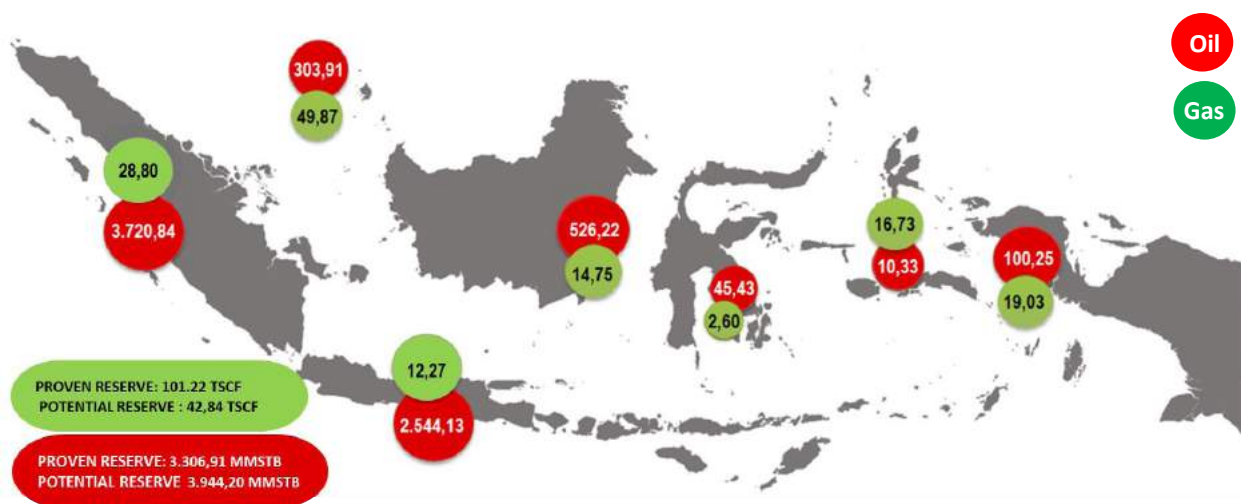 Oil
Gas
303,91
49,87
28,80
3.720,84
526,22
14,75
45,43
2,60
16,73
10,33
100,25
19,03
12,27
2.544,13
PROVEN RESERVE: 101.22 TSCF
POTENTIAL RESERVE : 42,84 TSCF
PROVEN RESERVE: 3.306,91 MMSTB
POTENTIAL RESERVE 3.944,20 MMSTB